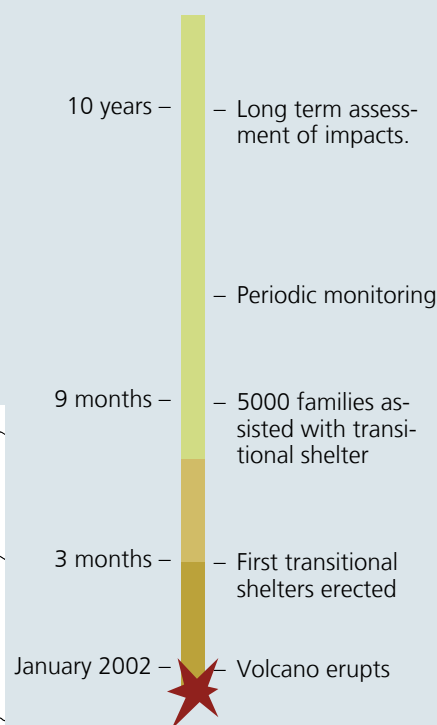 10 years – – Long term assess-
ment of impacts.
– Periodic monitoring
9 months – – 5000 families as-
sisted with transi-
tional shelter
3 months – – First transitional
shelters erected
January 2002 – – Volcano erupts